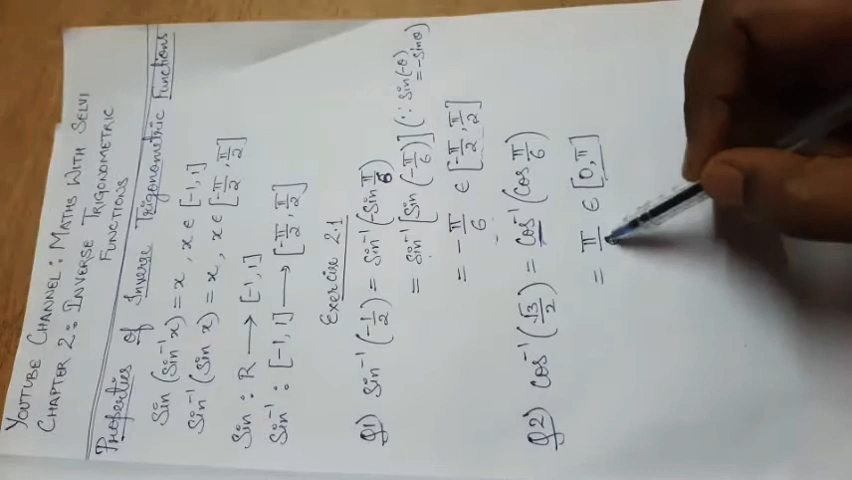 YOUTUBE CHANNEL : MATHS WITH SELVI
CHAPTER 2 : INVERSE TRIGONOMETRIC
FUNCTIONS
Properties of Inverse Trigonometric Functions
Sin (Sin⁻¹ x) = x , x ∈ [-1, 1]
Sin⁻¹ (Sin x) = x, x ∈ [-π/2, π/2]
Sin : R → [-1, 1]
Sin⁻¹ : [-1, 1] → [-π/2, π/2]
Exercise 2.1
Q1) Sin⁻¹(-1/2) = Sin⁻¹(-Sin π/6)
= Sin⁻¹[Sin (-π/6)] (∵ Sin(-θ) = -Sinθ)
= -π/6 ∈ [-π/2, π/2]
Q2) Cos⁻¹(√3/2) = Cos⁻¹(Cos π/6)
= π ∈ [0, π]